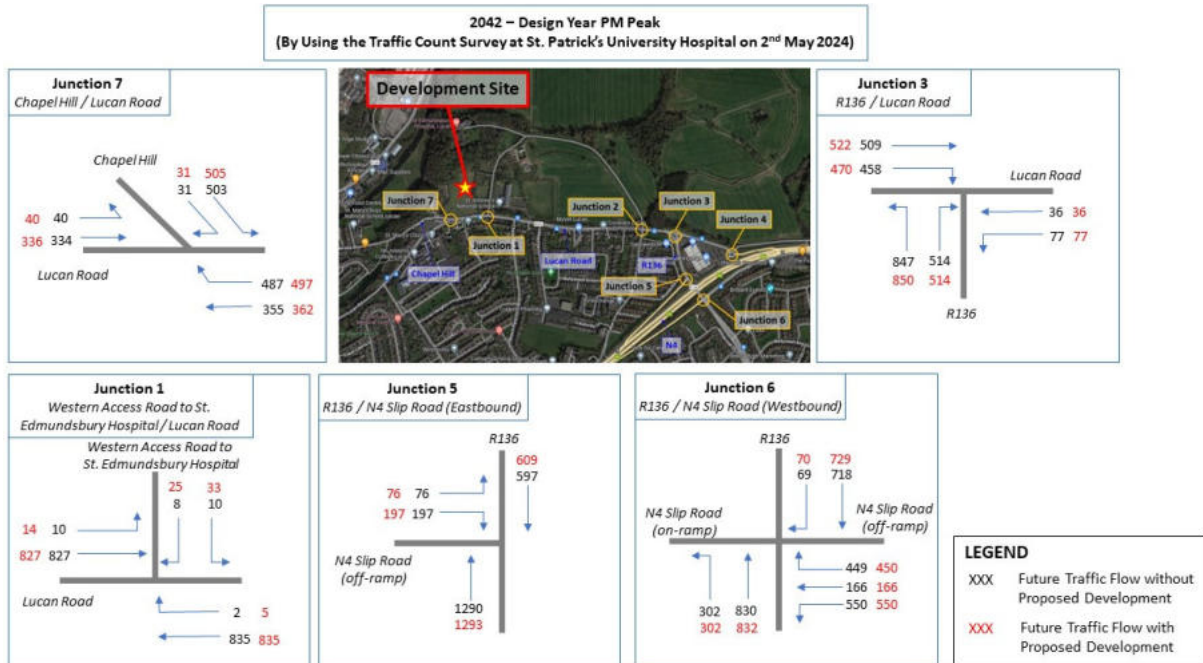 2042 – Design Year PM Peak
(By Using the Traffic Count Survey at St. Patrick's University Hospital on 2nd May 2024)
Junction 7
Chapel Hill / Lucan Road
Chapel Hill
31 505
31 503
40 40
336 334
Lucan Road
487 497
355 362
Development Site
Junction 7
Junction 1
Junction 2
Junction 3
Junction 4
Chapel Hill
Lucan Road
R136
Junction 5
Junction 6
N4
Junction 3
R136 / Lucan Road
522 509
470 458
Lucan Road
36 36
77 77
847 514
850 514
R136
Junction 1
Western Access Road to St.
Edmundsbury Hospital / Lucan Road
Western Access Road to
St. Edmundsbury Hospital
25 33
8 10
14 10
827 827
Lucan Road
2 5
835 835
Junction 5
R136 / N4 Slip Road (Eastbound)
R136
609
597
76 76
197 197
N4 Slip Road
(off-ramp)
1290
1293
Junction 6
R136 / N4 Slip Road (Westbound)
R136
70 729
69 718
N4 Slip Road
(on-ramp)
N4 Slip Road
(off-ramp)
449 450
166 166
550 550
302 830
302 832
LEGEND
XXX Future Traffic Flow without
Proposed Development
XXX Future Traffic Flow with
Proposed Development